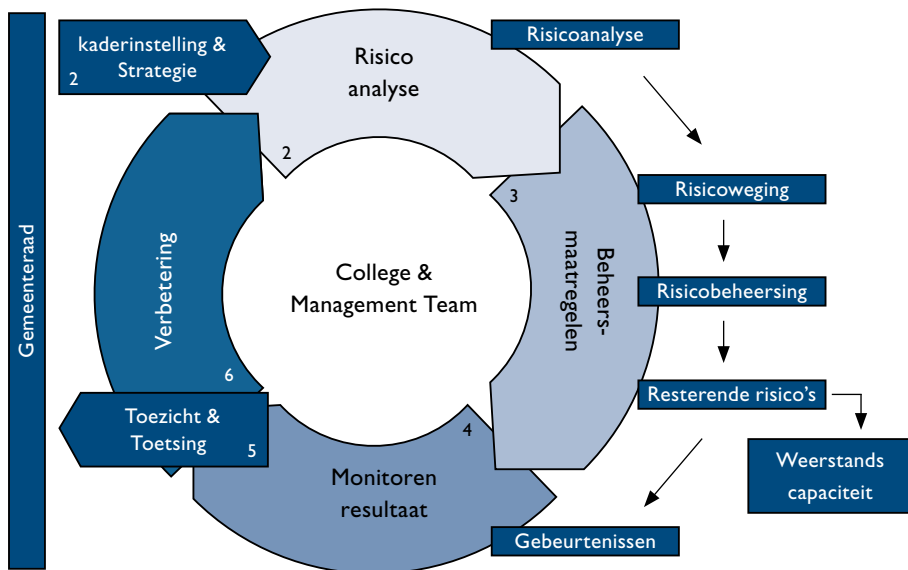 Gemeenteraad
kaderinstelling &
Strategie
2
Risico
analyse
2
Risicoanalyse
Risicoweging
3
Beheers-
maatregelen
Risicobeheersing
Resterende risico's
Weerstands
capaciteit
Gebeurtenissen
College &
Management Team
4
Monitoren
resultaat
Toezicht &
Toetsing
5
Verbetering
6